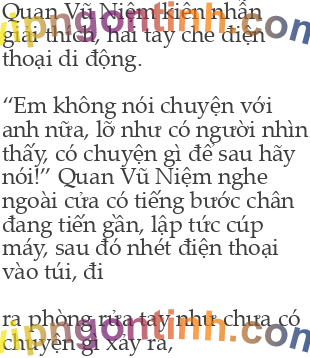 Quan Vũ Niệm kiên nhẫn
giải thích, hai tay che điện
thoại di động.
“Em không nói chuyện với
anh nữa, lỡ như có người nhìn
thấy, có chuyện gì để sau hãy
nói!” Quan Vũ Niệm nghe
ngoài cửa có tiếng bước chân
đang tiến gần, lập tức cúp
máy, sau đó nhét điện thoại
vào túi, đi
ra phòng rửa tay như chưa có
chuyện gì xảy ra,
vipngontinh.com
vipngontinh.com